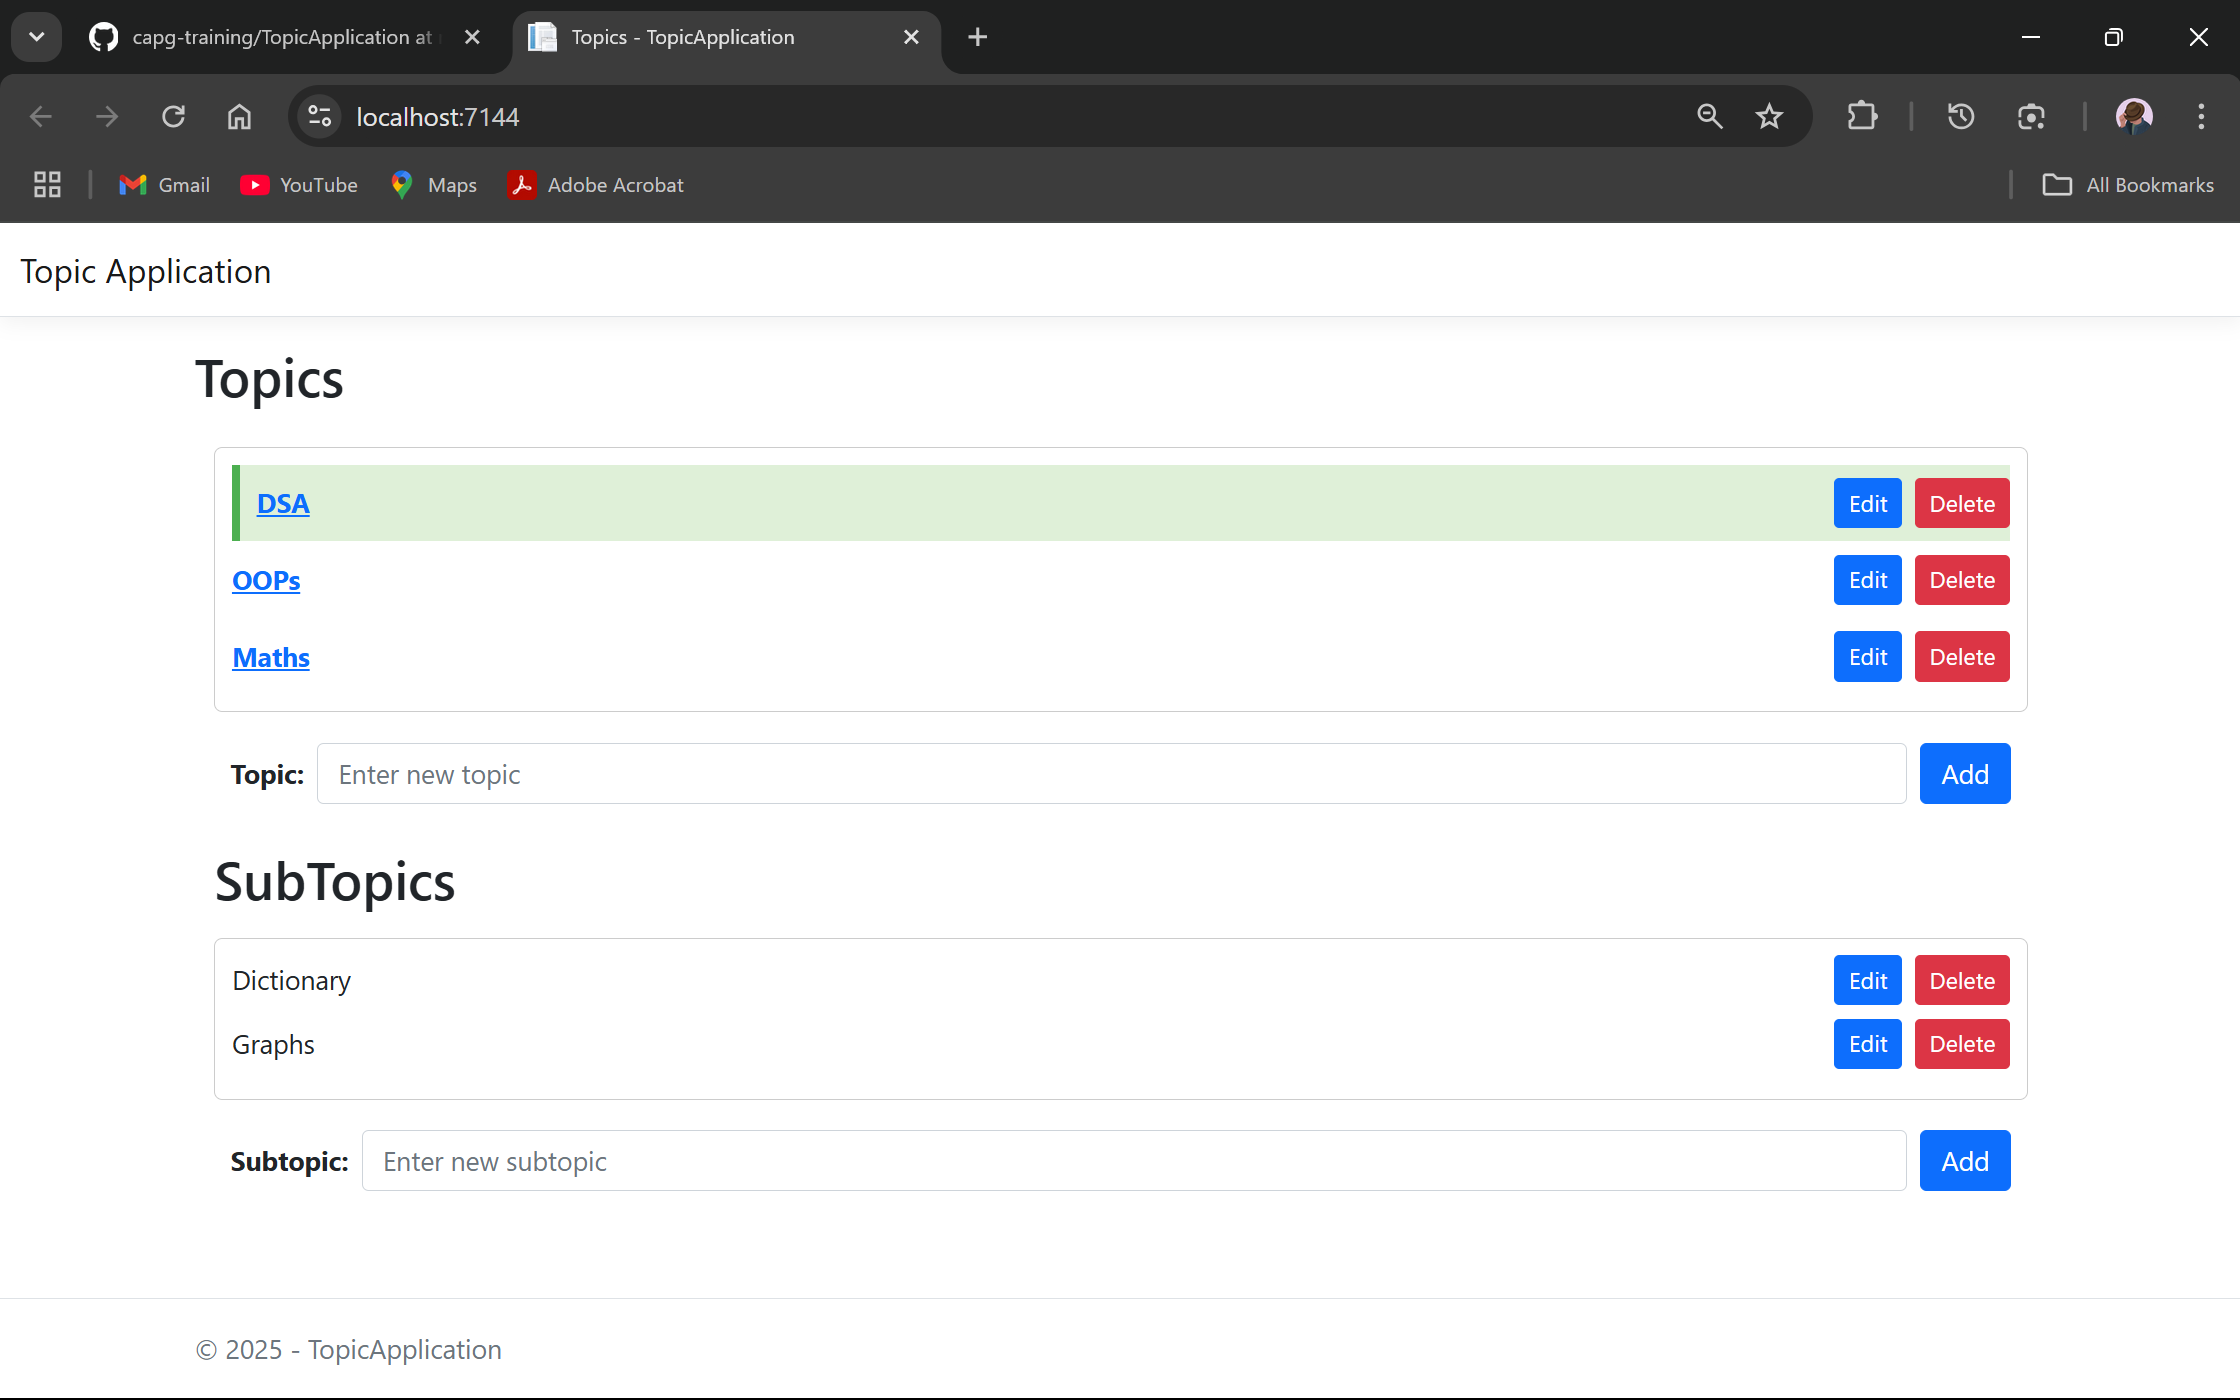 capg-training/TopicApplication at
Topics - TopicApplication
localhost:7144
Gmail
YouTube
Maps
Adobe Acrobat
All Bookmarks
Topic Application
Topics
DSA Edit Delete
OOPs Edit Delete
Maths Edit Delete
Topic: Enter new topic Add
SubTopics
Dictionary Edit Delete
Graphs Edit Delete
Subtopic: Enter new subtopic Add
© 2025 - TopicApplication